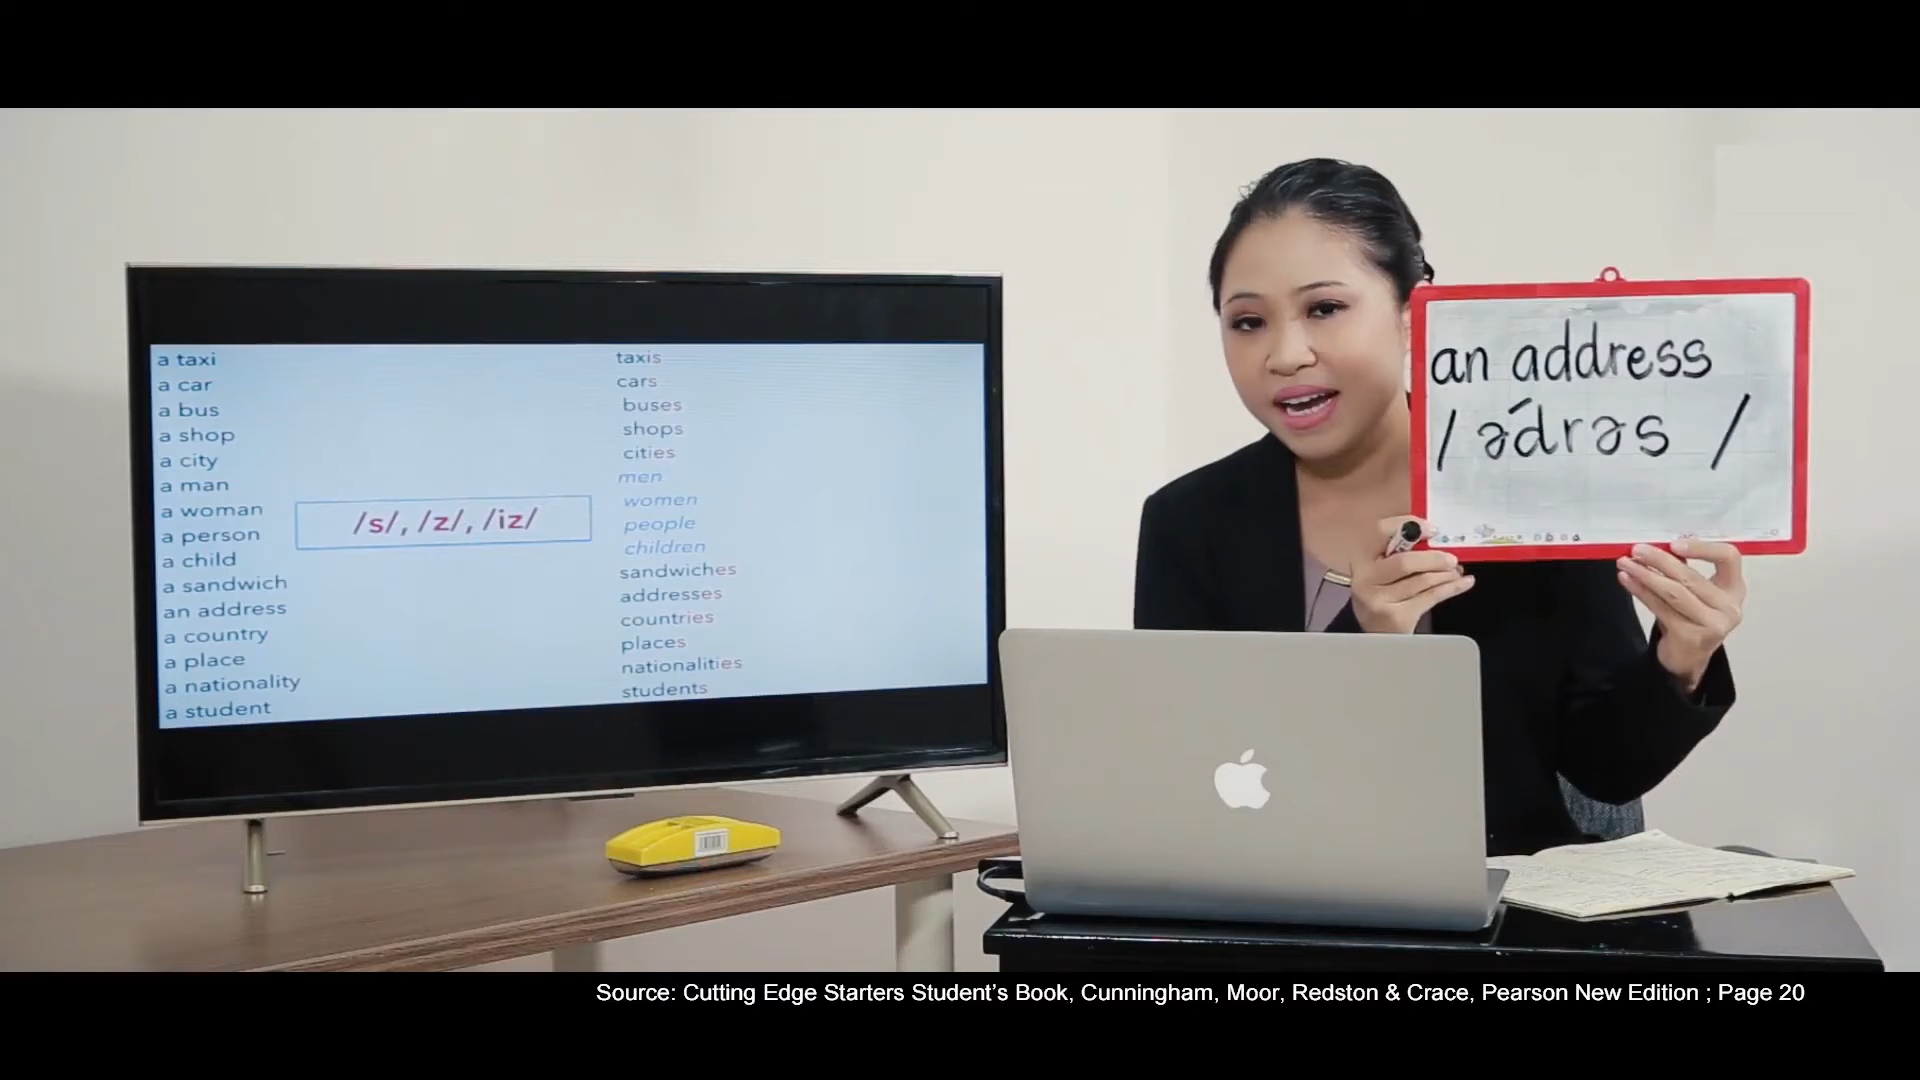 a taxi
a car
a bus
a shop
a city
a man
a woman
a person
a child
a sandwich
an address
a country
a place
a nationality
a student
/s/, /z/, /iz/
taxis
cars
buses
shops
cities
men
women
people
children
sandwiches
addresses
countries
places
nationalities
students
an address
/ ədrəs /
Source: Cutting Edge Starters Student’s Book, Cunningham, Moor, Redston & Crace, Pearson New Edition ; Page 20